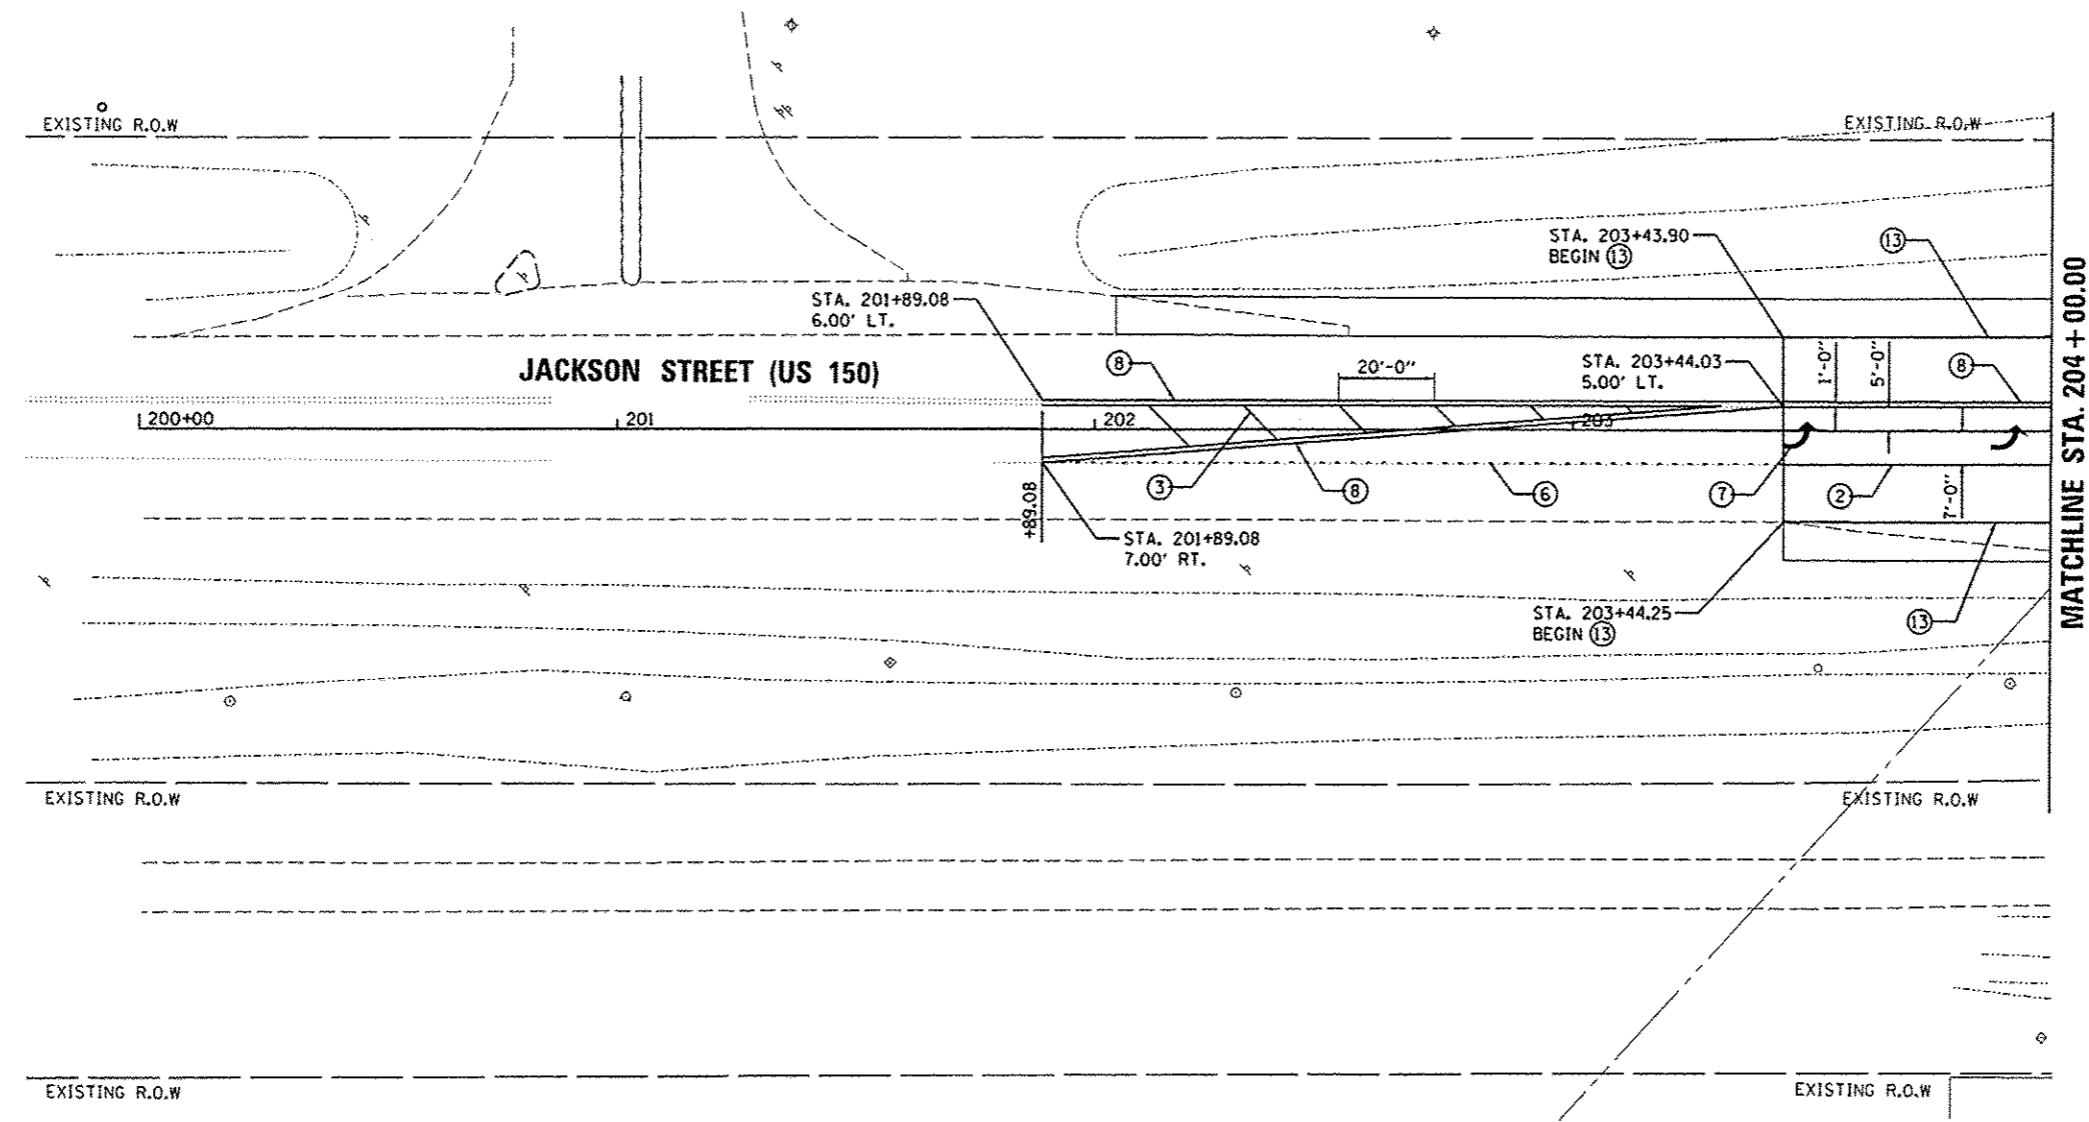 EXISTING R.O.W
EXISTING R.O.W
STA. 203+43.90
BEGIN 13
13
STA. 201+89.08
6.00' LT.
JACKSON STREET (US 150)
8
20'-0"
STA. 203+44.03
5.00' LT.
1'-0"
5'-0"
8
200+00
201
202
203
3
8
6
7
2
7'-0"
+89.08
STA. 201+89.08
7.00' RT.
STA. 203+44.25
BEGIN 13
13
MATCHLINE STA. 204+00.00
EXISTING R.O.W
EXISTING R.O.W
EXISTING R.O.W
EXISTING R.O.W